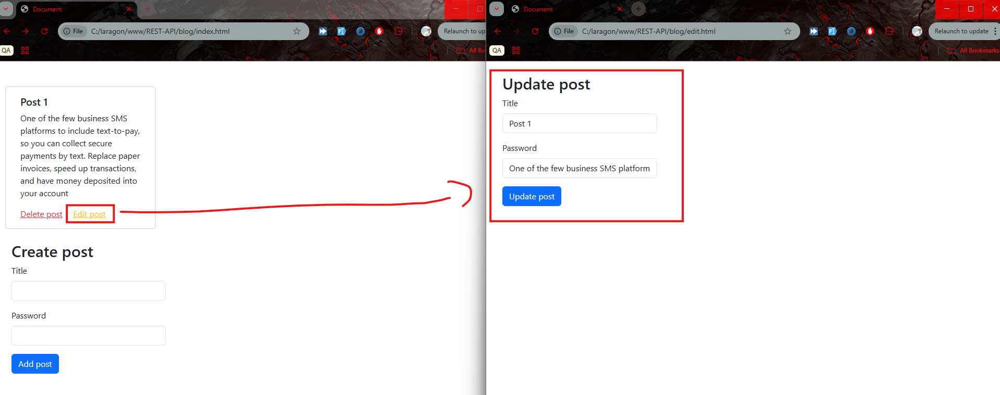 Document
File
C:/laragon/www/REST-API/blog/index.html
Relaunch to up
QA
All Bo
Post 1
One of the few business SMS
platforms to include text-to-pay,
so you can collect secure
payments by text. Replace paper
invoices, speed up transactions,
and have money deposited into
your account
Delete post
Edit post
Create post
Title
Password
Add post
Document
File
C:/laragon/www/REST-API/blog/edit.html
Relaunch to update
QA
All Bookmarks
Update post
Title
Post 1
Password
One of the few business SMS platform
Update post